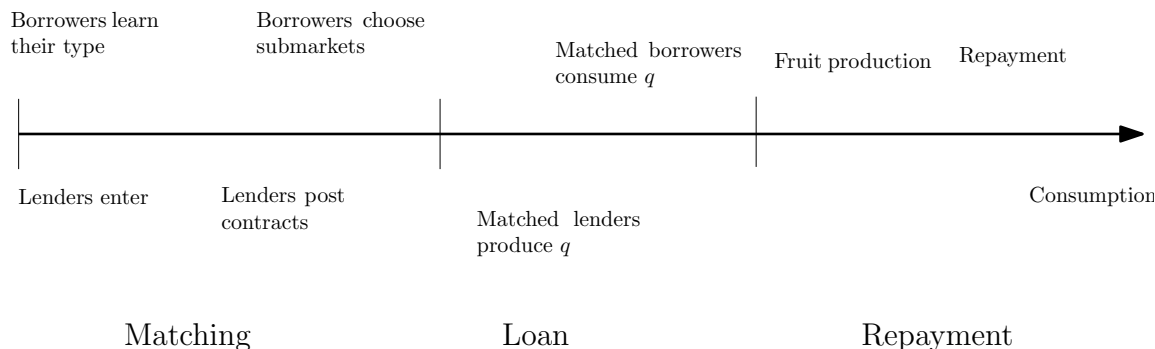 Borrowers learn
their type
Borrowers choose
submarkets
Matched borrowers
consume q
Fruit production
Repayment
Lenders enter
Lenders post
contracts
Matched lenders
produce q
Consumption
Matching
Loan
Repayment